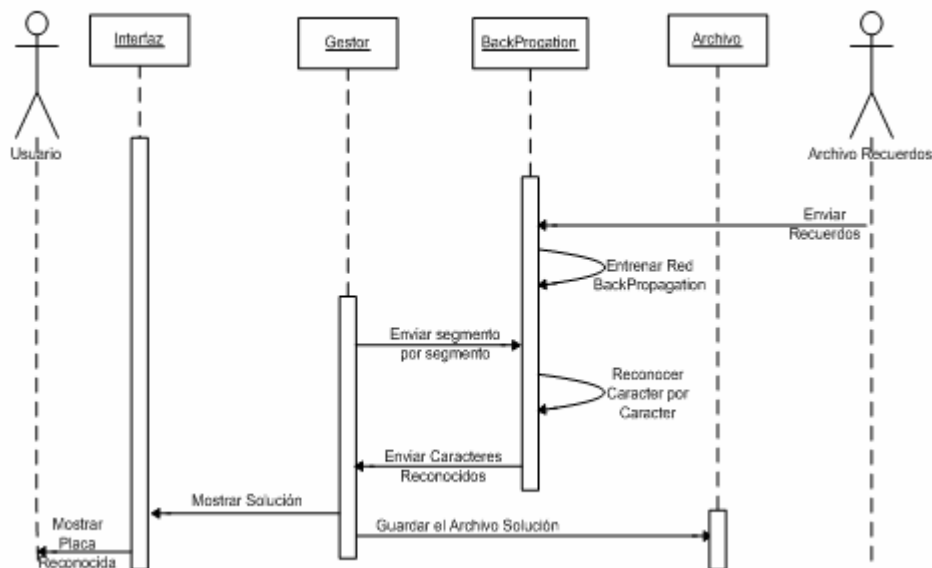 Interfaz
Gestor
BackProgation
Archivo
Usuario
Archivo Recuerdos
Enviar
Recuerdos
Entrenar Red
BackPropagation
Enviar segmento
por segmento
Reconocer
Caracter por
Caracter
Enviar Caracteres
Reconocidos
Mostrar Solución
Guardar el Archivo Solución
Mostrar
Placa
Reconocida